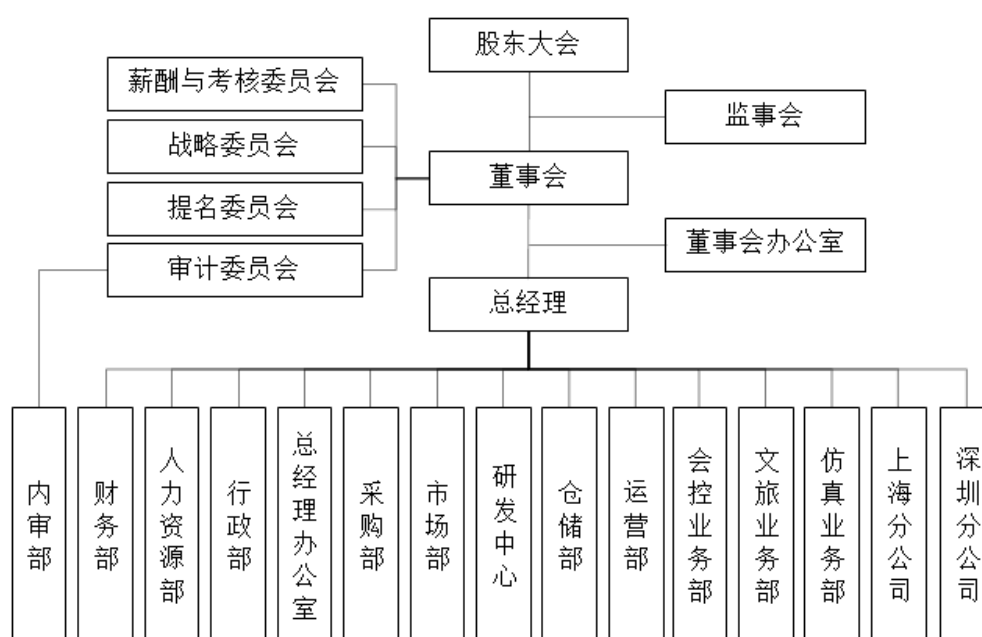 股东大会
薪酬与考核委员会
监事会
战略委员会
董事会
提名委员会
董事会办公室
审计委员会
总经理
内审部
财务部
人力资源部
行政部
总经理办公室
采购部
市场部
研发中心
仓储部
运营部
会控业务部
文旅业务部
仿真业务部
上海分公司
深圳分公司